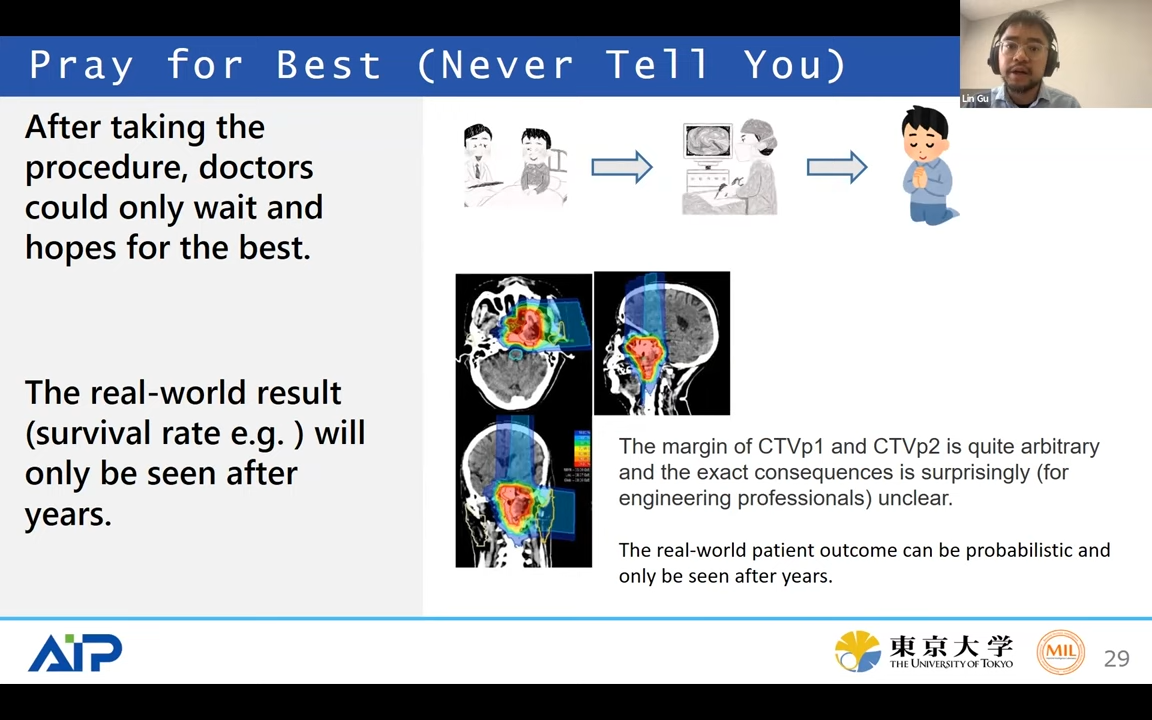 Pray for Best (Never Tell You)
Lin Gu
After taking the
procedure, doctors
could only wait and
hopes for the best.
The real-world result
(survival rate e.g. ) will
only be seen after
years.
The margin of CTVp1 and CTVp2 is quite arbitrary
and the exact consequences is surprisingly (for
engineering professionals) unclear.
The real-world patient outcome can be probabilistic and
only be seen after years.
AIP
東京大学
THE UNIVERSITY OF TOKYO
MIL
29